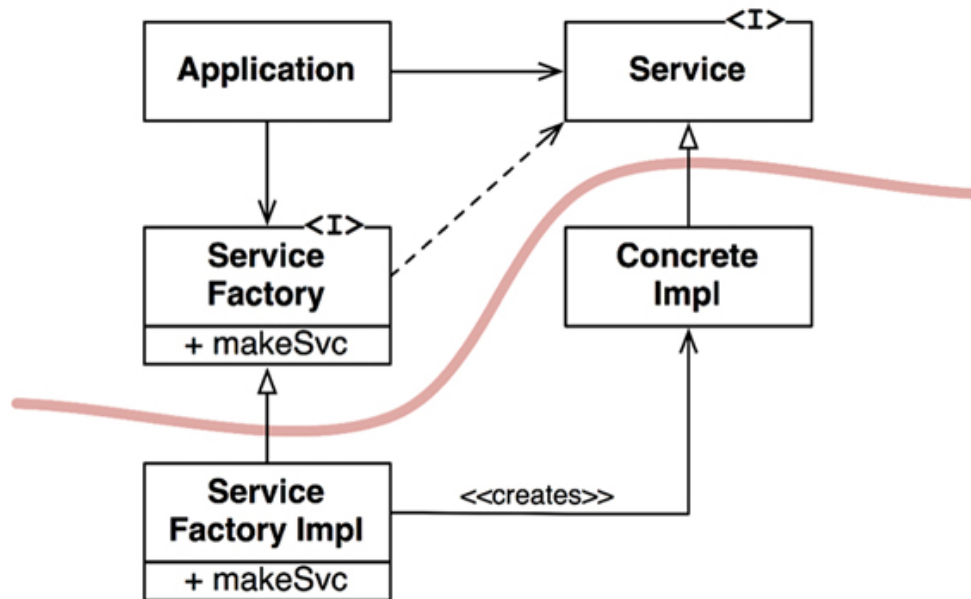 <I>
Application
Service
<I>
Service
Factory
+ makeSvc
Concrete
Impl
Service
Factory Impl
<<creates>>
+ makeSvc